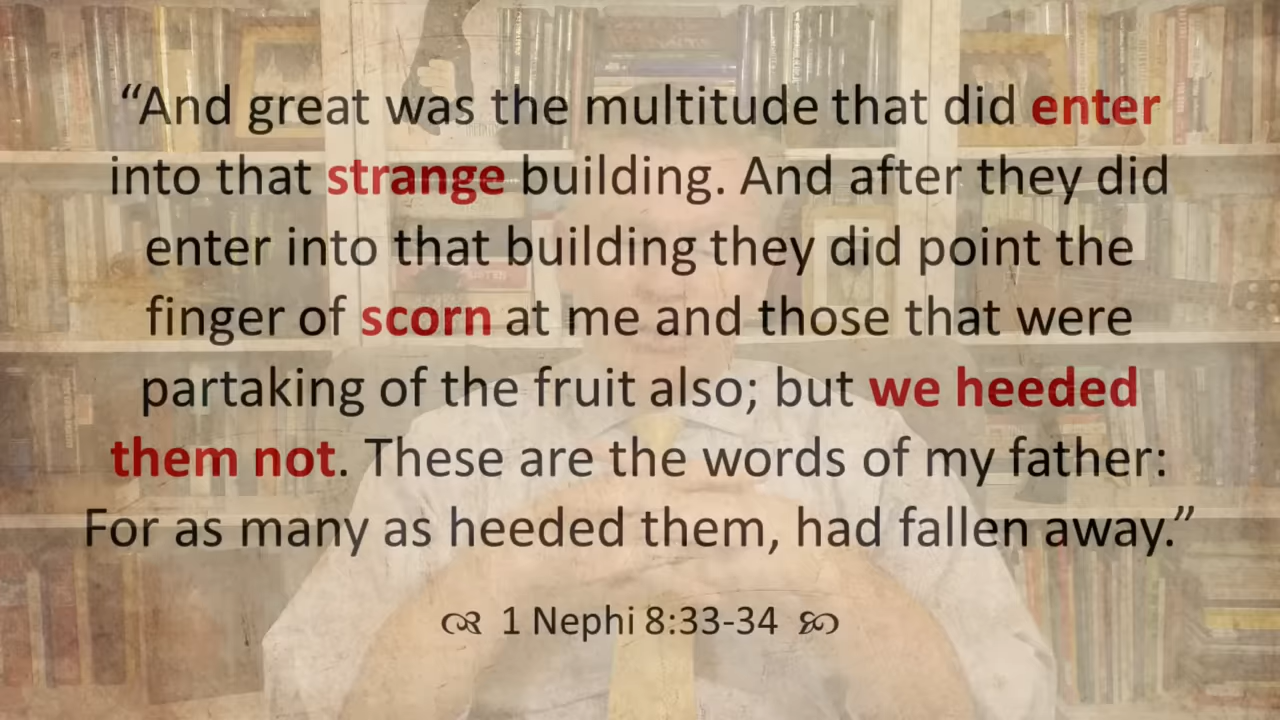 “And great was the multitude that did enter
into that strange building. And after they did
enter into that building they did point the
finger of scorn at me and those that were
partaking of the fruit also; but we heeded
them not. These are the words of my father:
For as many as heeded them, had fallen away.”
1 Nephi 8:33-34